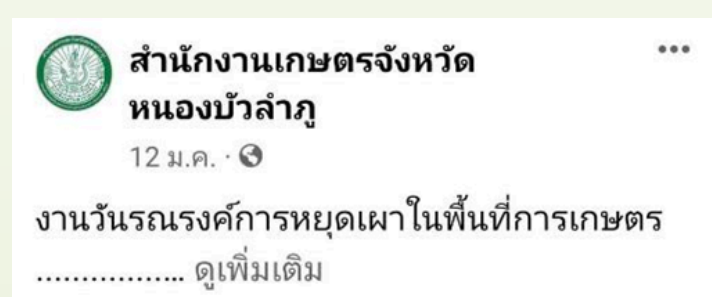 สำนักงานเกษตรจังหวัด
หนองบัวลำภู
12 ม.ค. ·
งานวันรณรงค์การหยุดเผาในพื้นที่การเกษตร
................. ดูเพิ่มเติม